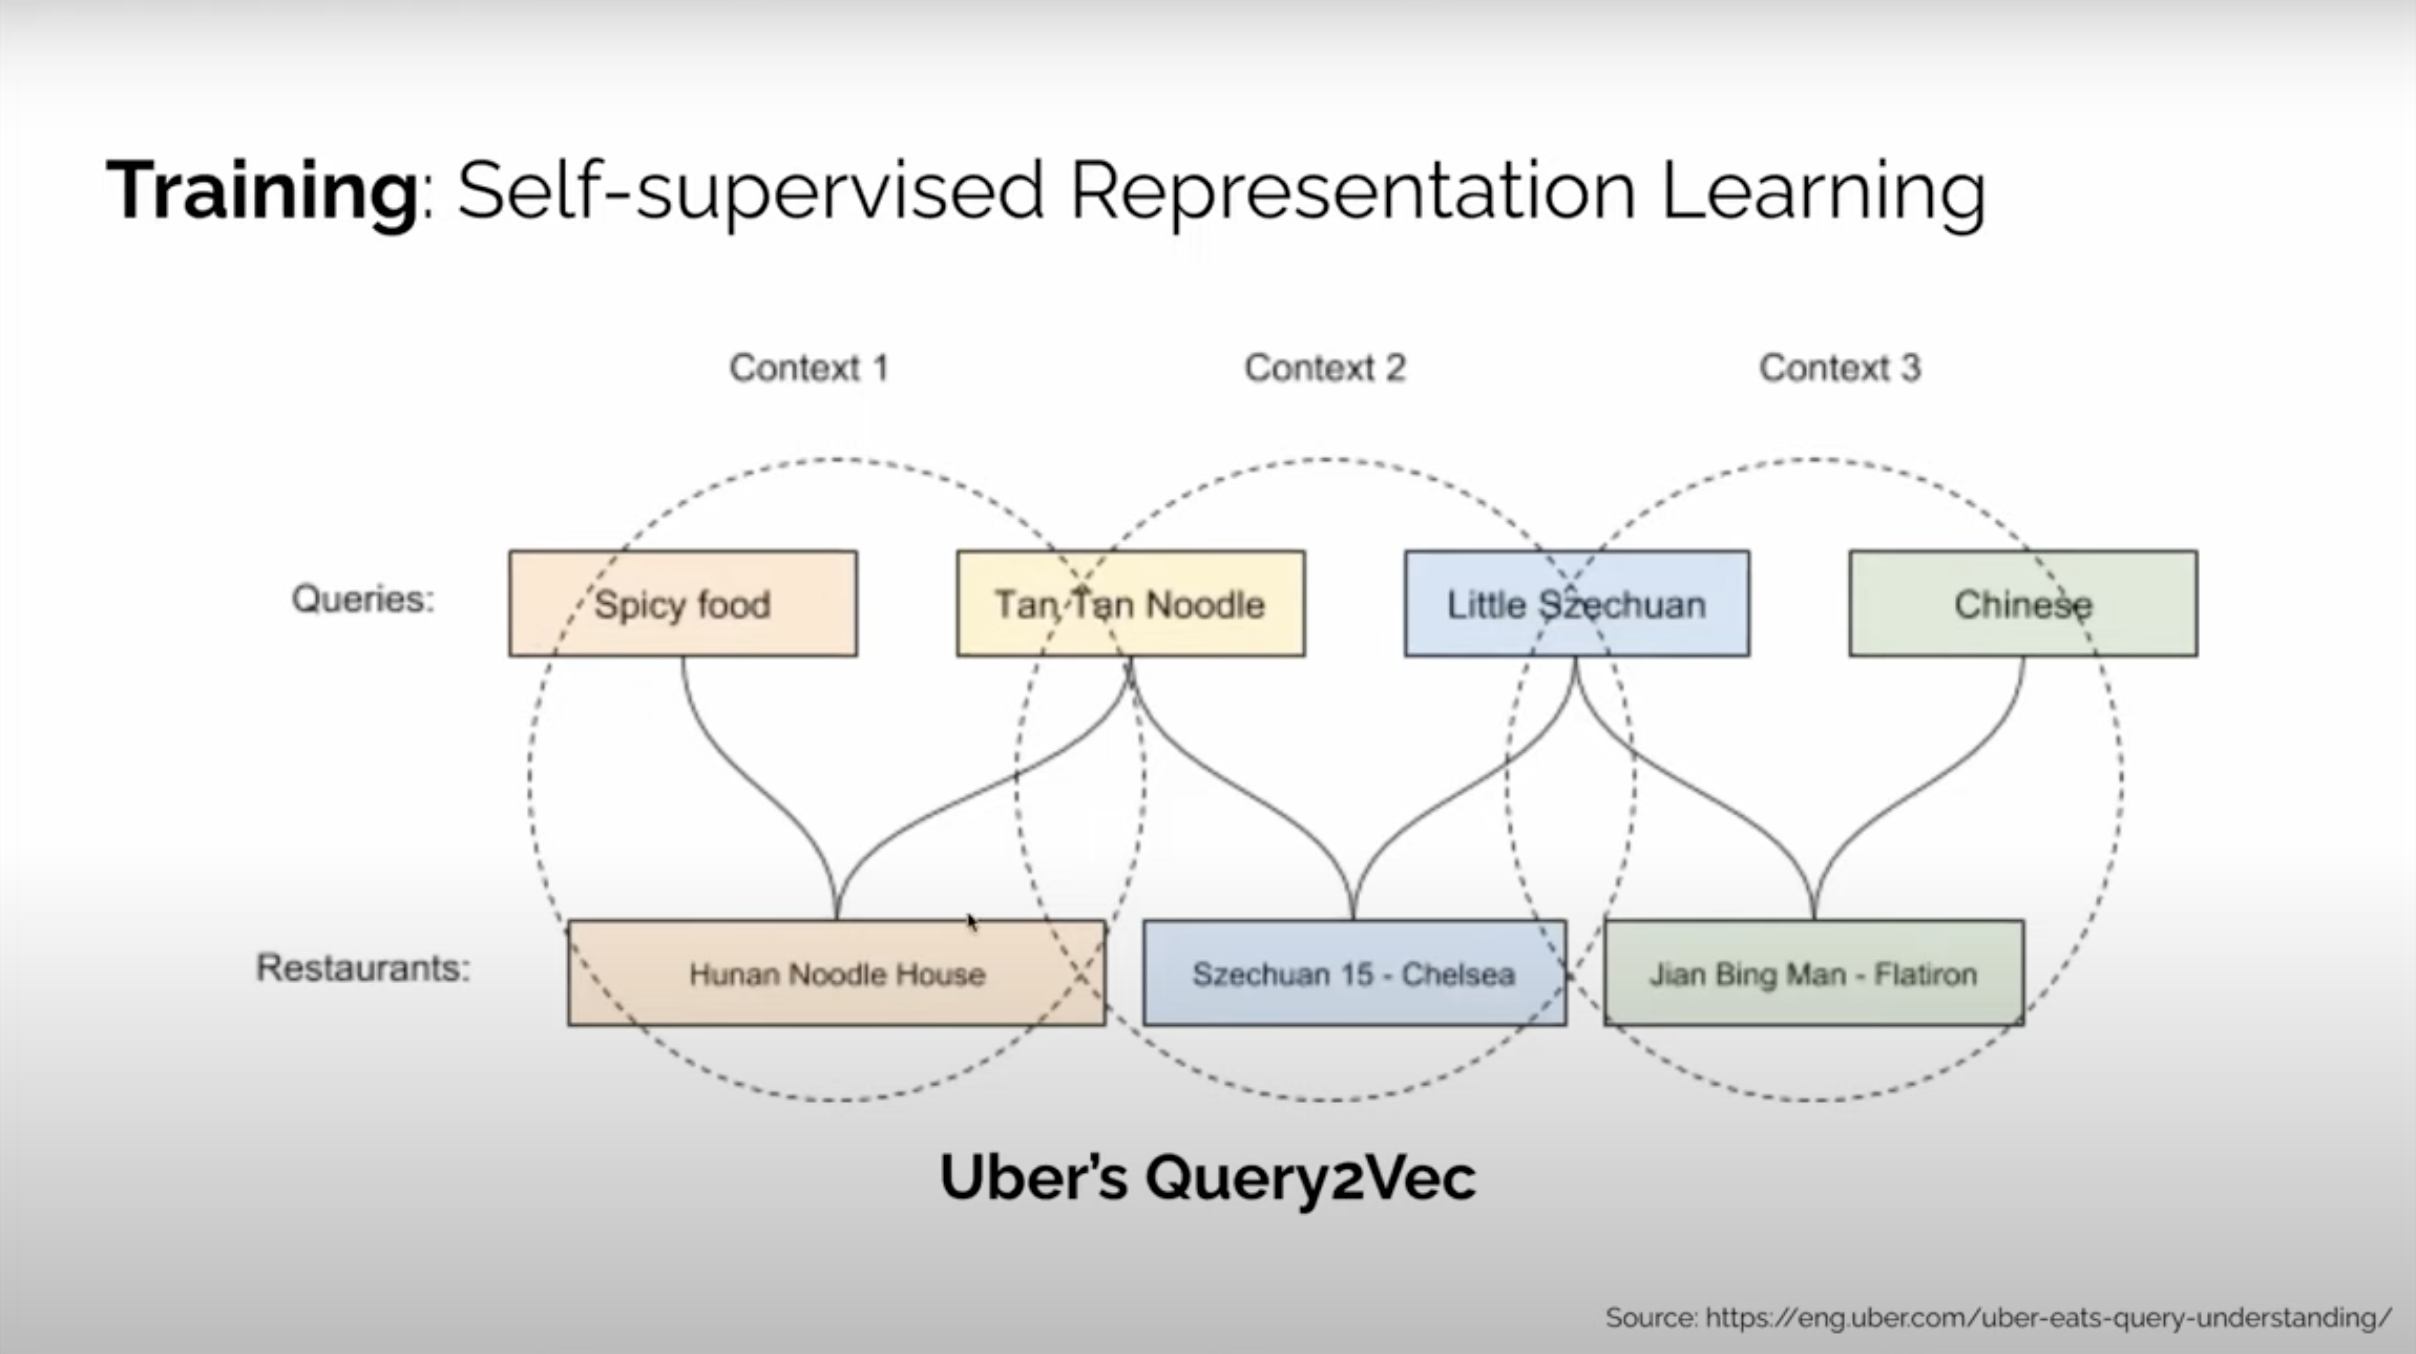 Training: Self-supervised Representation Learning
Context 1 Context 2 Context 3
Queries: Spicy food Tan Tan Noodle Little Szechuan Chinese
Restaurants: Hunan Noodle House Szechuan 15 - Chelsea Jian Bing Man - Flatiron
Uber's Query2Vec
Source: https://eng.uber.com/uber-eats-query-understanding/